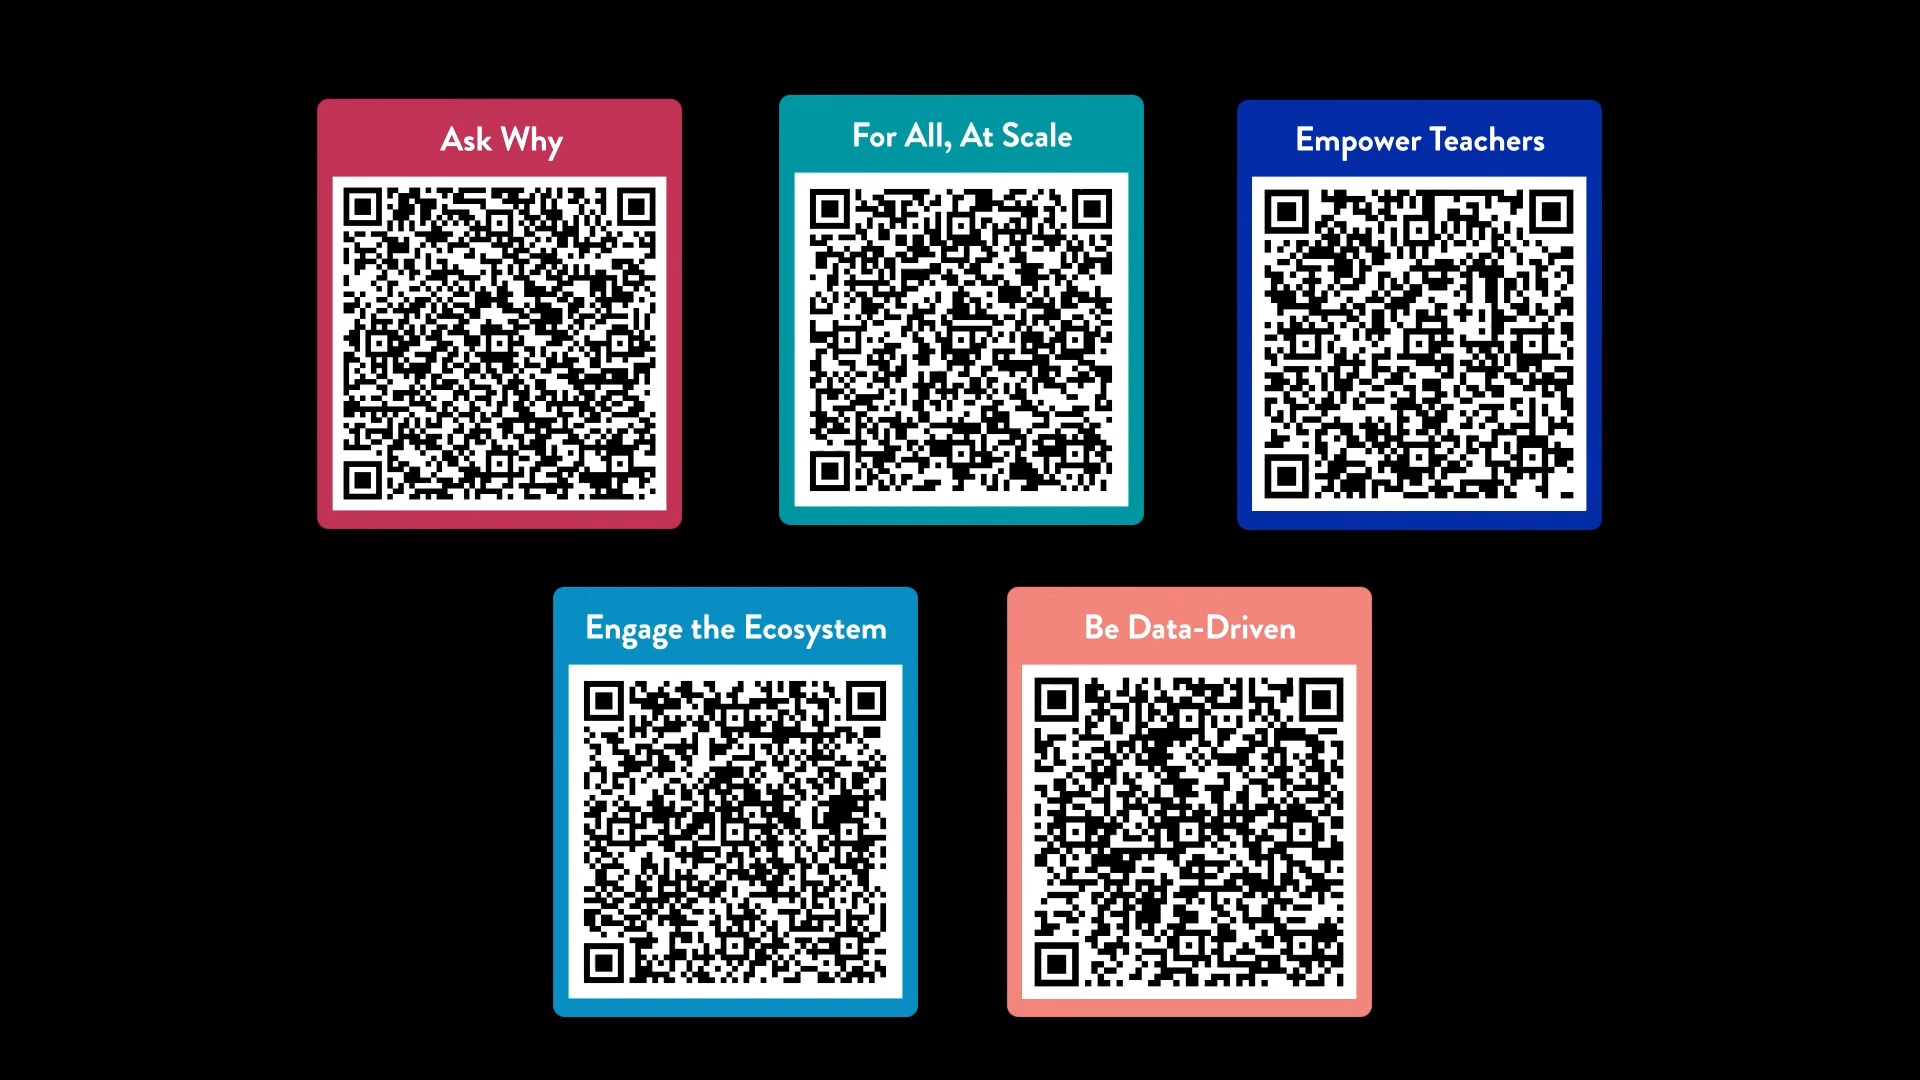 Ask Why
For All, At Scale
Empower Teachers
Engage the Ecosystem
Be Data-Driven